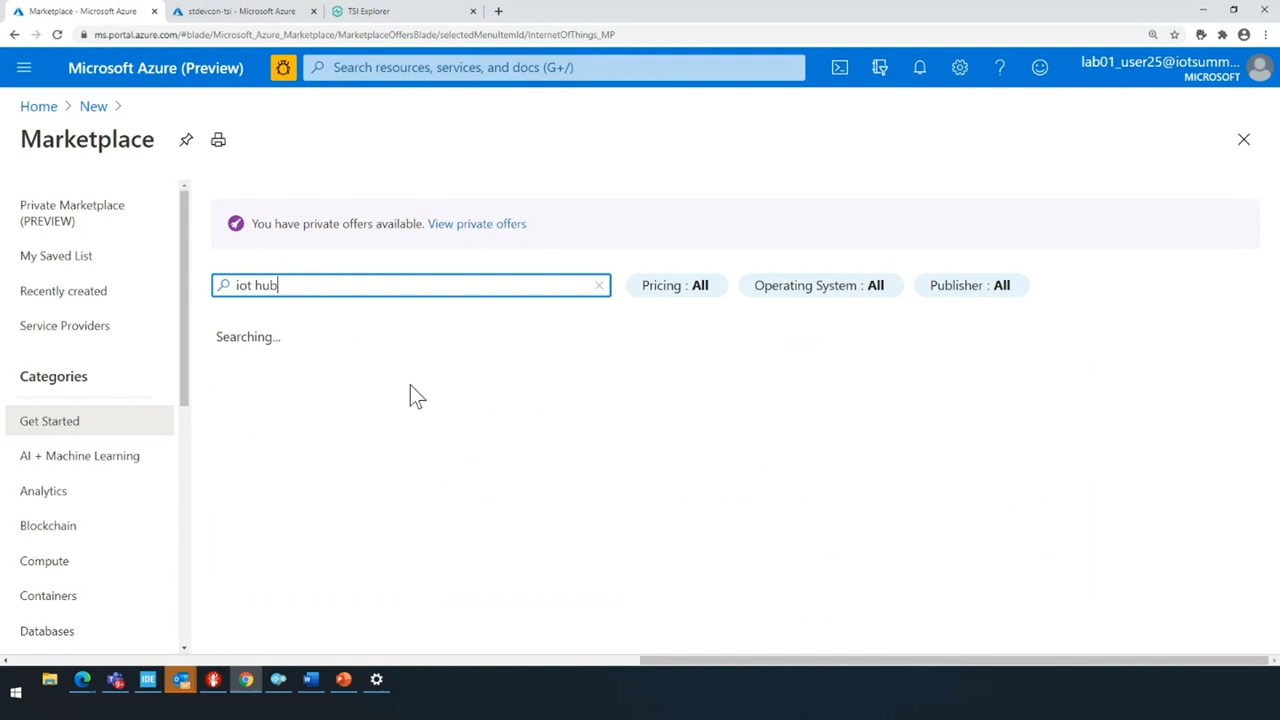 Marketplace - Microsoft Azure
stdevcon-tsi - Microsoft Azure
TSI Explorer
ms.portal.azure.com/#blade/Microsoft_Azure_Marketplace/MarketplaceOffersBlade/selectedMenuItemId/InternetOfThings_MP
Microsoft Azure (Preview)
Search resources, services, and docs (G+/)
lab01_user25@iotsumm...
MICROSOFT
Home > New >
Marketplace
Private Marketplace
(PREVIEW)
My Saved List
Recently created
Service Providers
Categories
Get Started
AI + Machine Learning
Analytics
Blockchain
Compute
Containers
Databases
You have private offers available. View private offers
iot hub
Pricing : All
Operating System : All
Publisher : All
Searching...
IDE